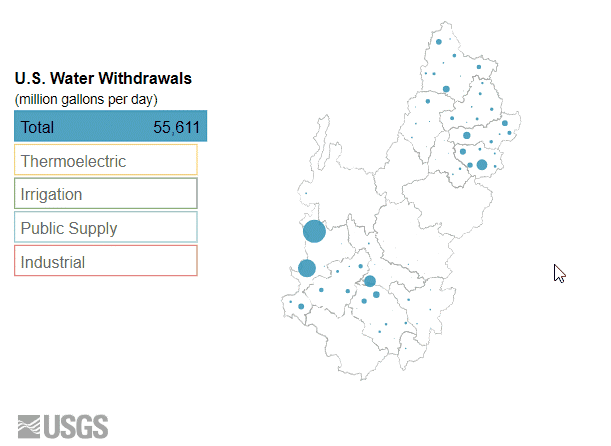 U.S. Water Withdrawals
(million gallons per day)
Total 55,611
Thermoelectric
Irrigation
Public Supply
Industrial
USGS